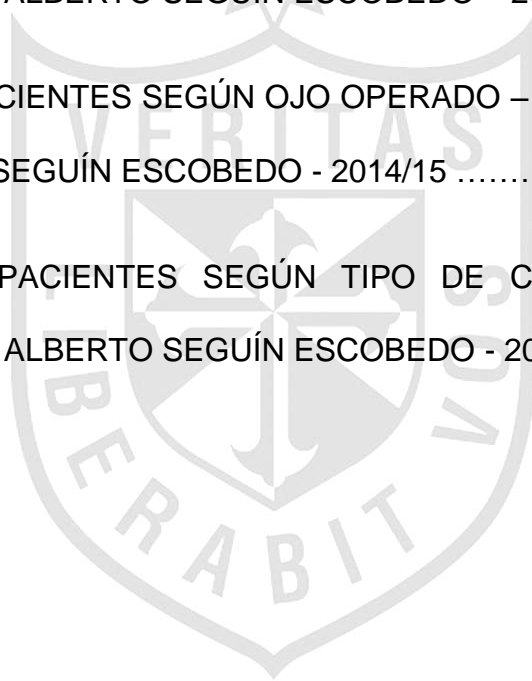 ALBERTO SEGUÍN ESCOBEDO – 2
CIENTES SEGÚN OJO OPERADO –
SEGUÍN ESCOBEDO - 2014/15 …….
PACIENTES SEGÚN TIPO DE C
ALBERTO SEGUÍN ESCOBEDO - 20
VERITAS
LIBERABIT VOS